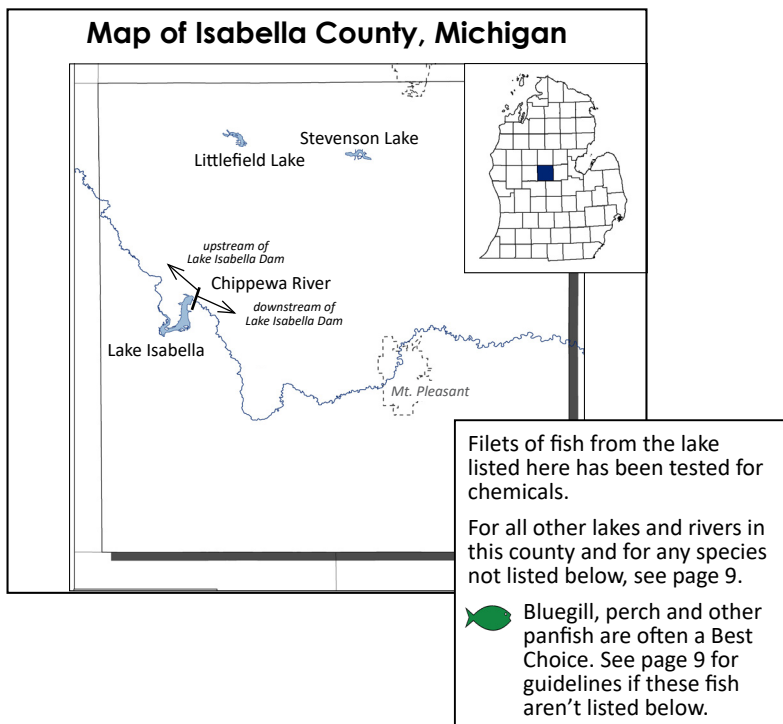 Map of Isabella County, Michigan
Stevenson Lake
Littlefield Lake
upstream of
Lake Isabella Dam
Chippewa River
downstream of
Lake Isabella Dam
Lake Isabella
Mt. Pleasant
Filets of fish from the lake
listed here has been tested for
chemicals.
For all other lakes and rivers in
this county and for any species
not listed below, see page 9.
Bluegill, perch and other
panfish are often a Best
Choice. See page 9 for
guidelines if these fish
aren’t listed below.